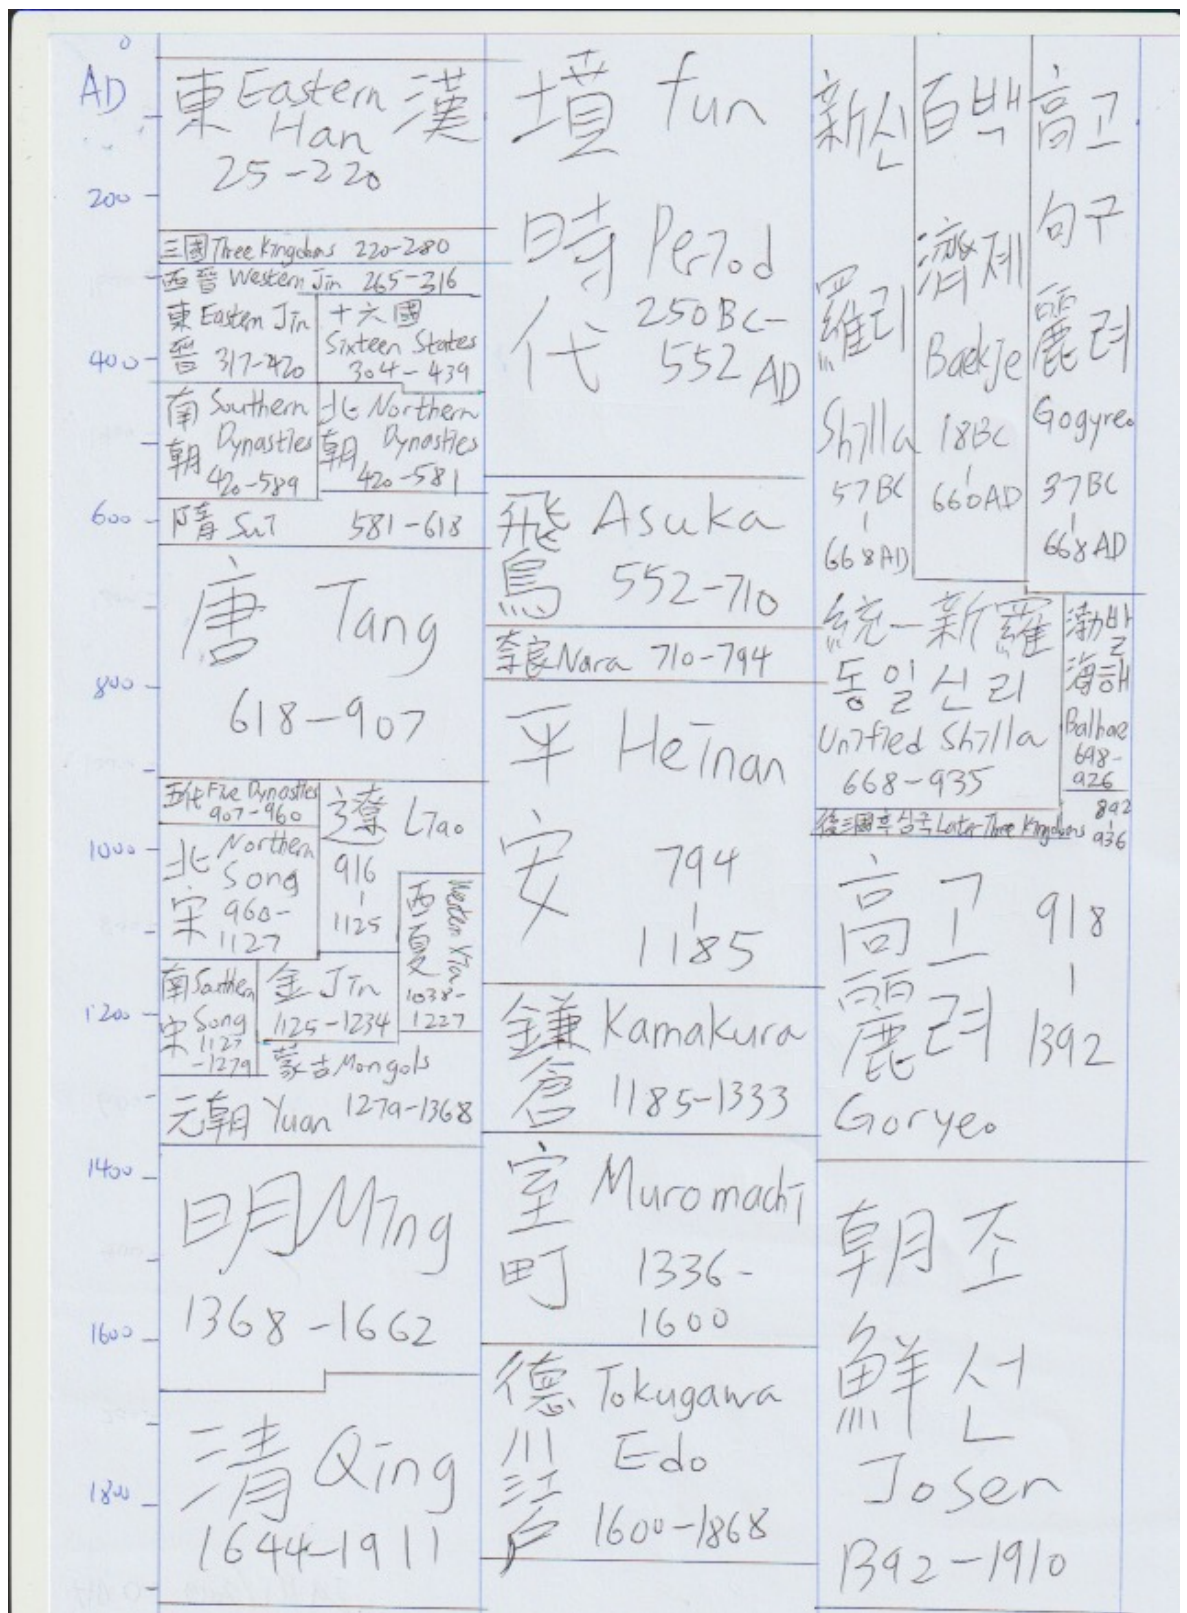 0
AD
200
400
600
800
1000
1200
1400
1600
1800
東 Eastern 漢
Han
25-220
三國 Three Kingdoms 220-280
西晉 Western Jin 265-316
東 Eastern Jin
晉 317-420
十六國
Sixteen States
304-439
南 Southern
朝 Dynasties
420-589
北 Northern
朝 Dynasties
420-581
隋 Sui 581-618
唐 Tang
618-907
五代 Five Dynasties
907-960
遼 Liao
916
|
1125
北 Northern
宋 Song
960-
1127
西夏 Western Xia
1038-
1227
南 Southern
宋 Song
1127
-1279
金 Jin
1125-1234
蒙古 Mongols
元朝 Yuan 1279-1368
明 Ming
1368-1662
清 Qing
1644-1911
墳 fun
時 Period
代 250BC-
552 AD
飛 Asuka
鳥 552-710
奈良 Nara 710-794
平 Heinan
安 794
|
1185
鎌 Kamakura
倉 1185-1333
室 Muromachi
町 1336-
1600
德 Tokugawa
川 Edo
江
戸 1600-1868
新신
羅리
Shilla
57BC
|
668AD
百백
濟제
Baekje
18BC
|
660AD
高고
句구
麗려
Gogyreo
37BC
|
668AD
統一新羅
동일신리
Unified Shilla
668-935
渤발
海해
Balhae
698-
926
後三國후삼국 Later Three Kingdoms 892
|
936
高고 918
麗려 |
1392
Goryeo
朝조
鮮선
Josen
1392-1910